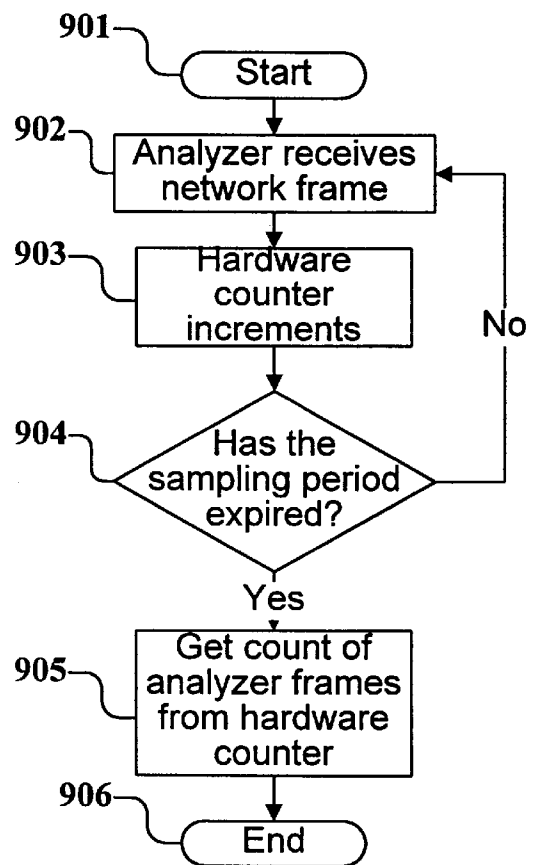 901
Start
902
Analyzer receives
network frame
903
Hardware
counter
increments
No
904
Has the
sampling period
expired?
Yes
905
Get count of
analyzer frames
from hardware
counter
906
End